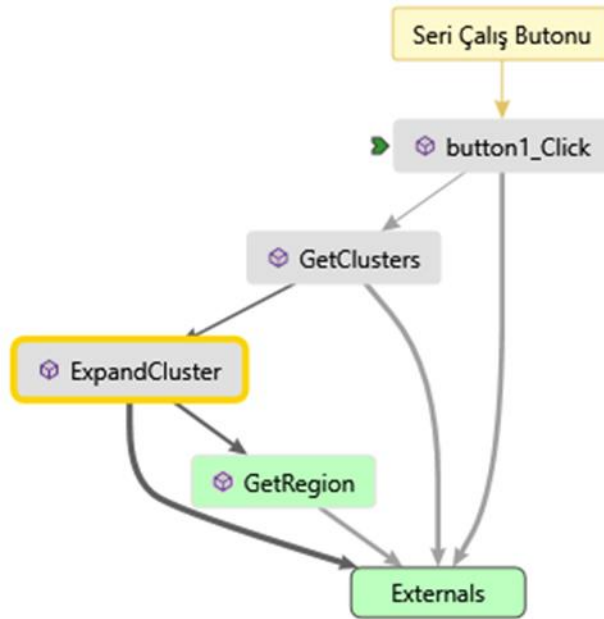 Seri Çalış Butonu
button1_Click
GetClusters
ExpandCluster
GetRegion
Externals